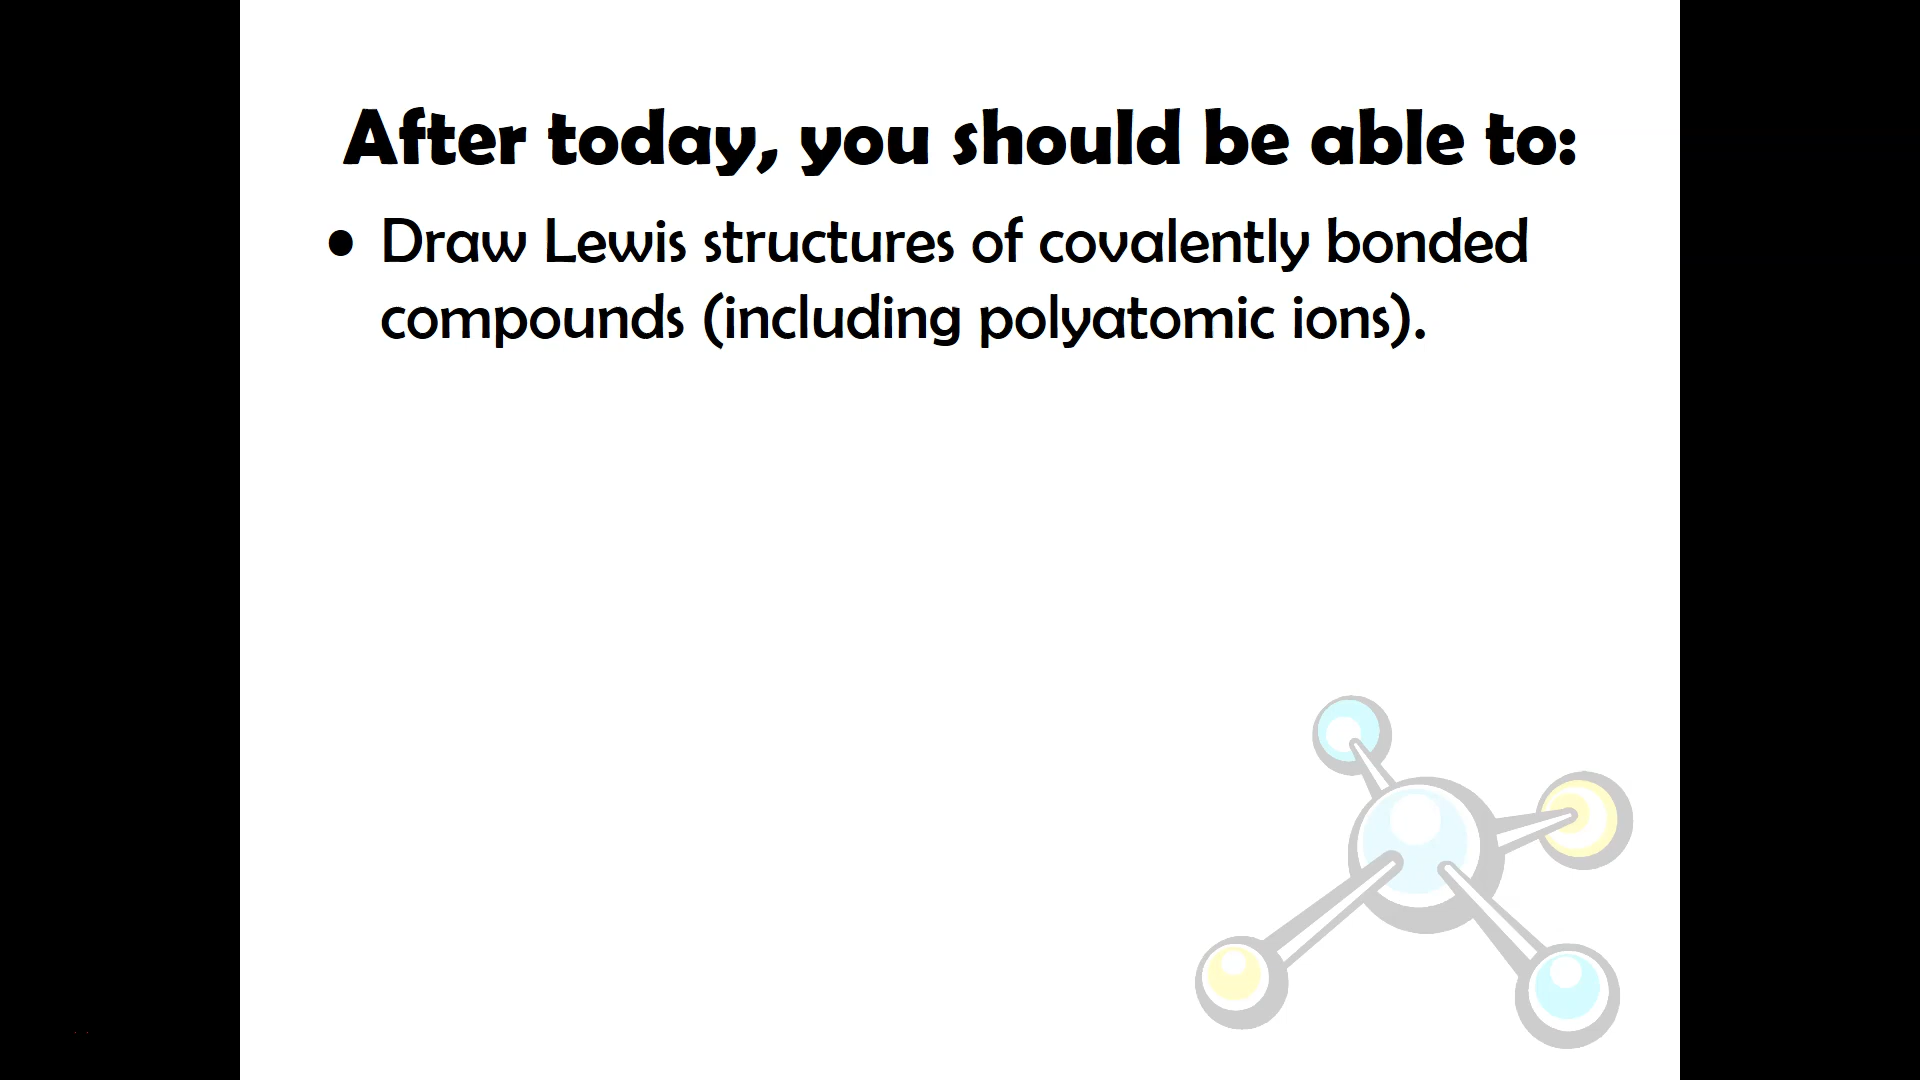 After today, you should be able to:
• Draw Lewis structures of covalently bonded
compounds (including polyatomic ions).